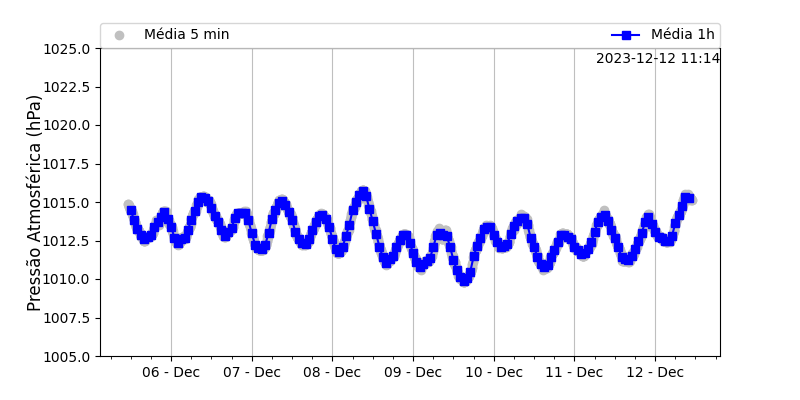 Média 5 min
Média 1h
2023-12-12 11:14
Pressão Atmosférica (hPa)
1025.0
1022.5
1020.0
1017.5
1015.0
1012.5
1010.0
1007.5
1005.0
06 - Dec
07 - Dec
08 - Dec
09 - Dec
10 - Dec
11 - Dec
12 - Dec